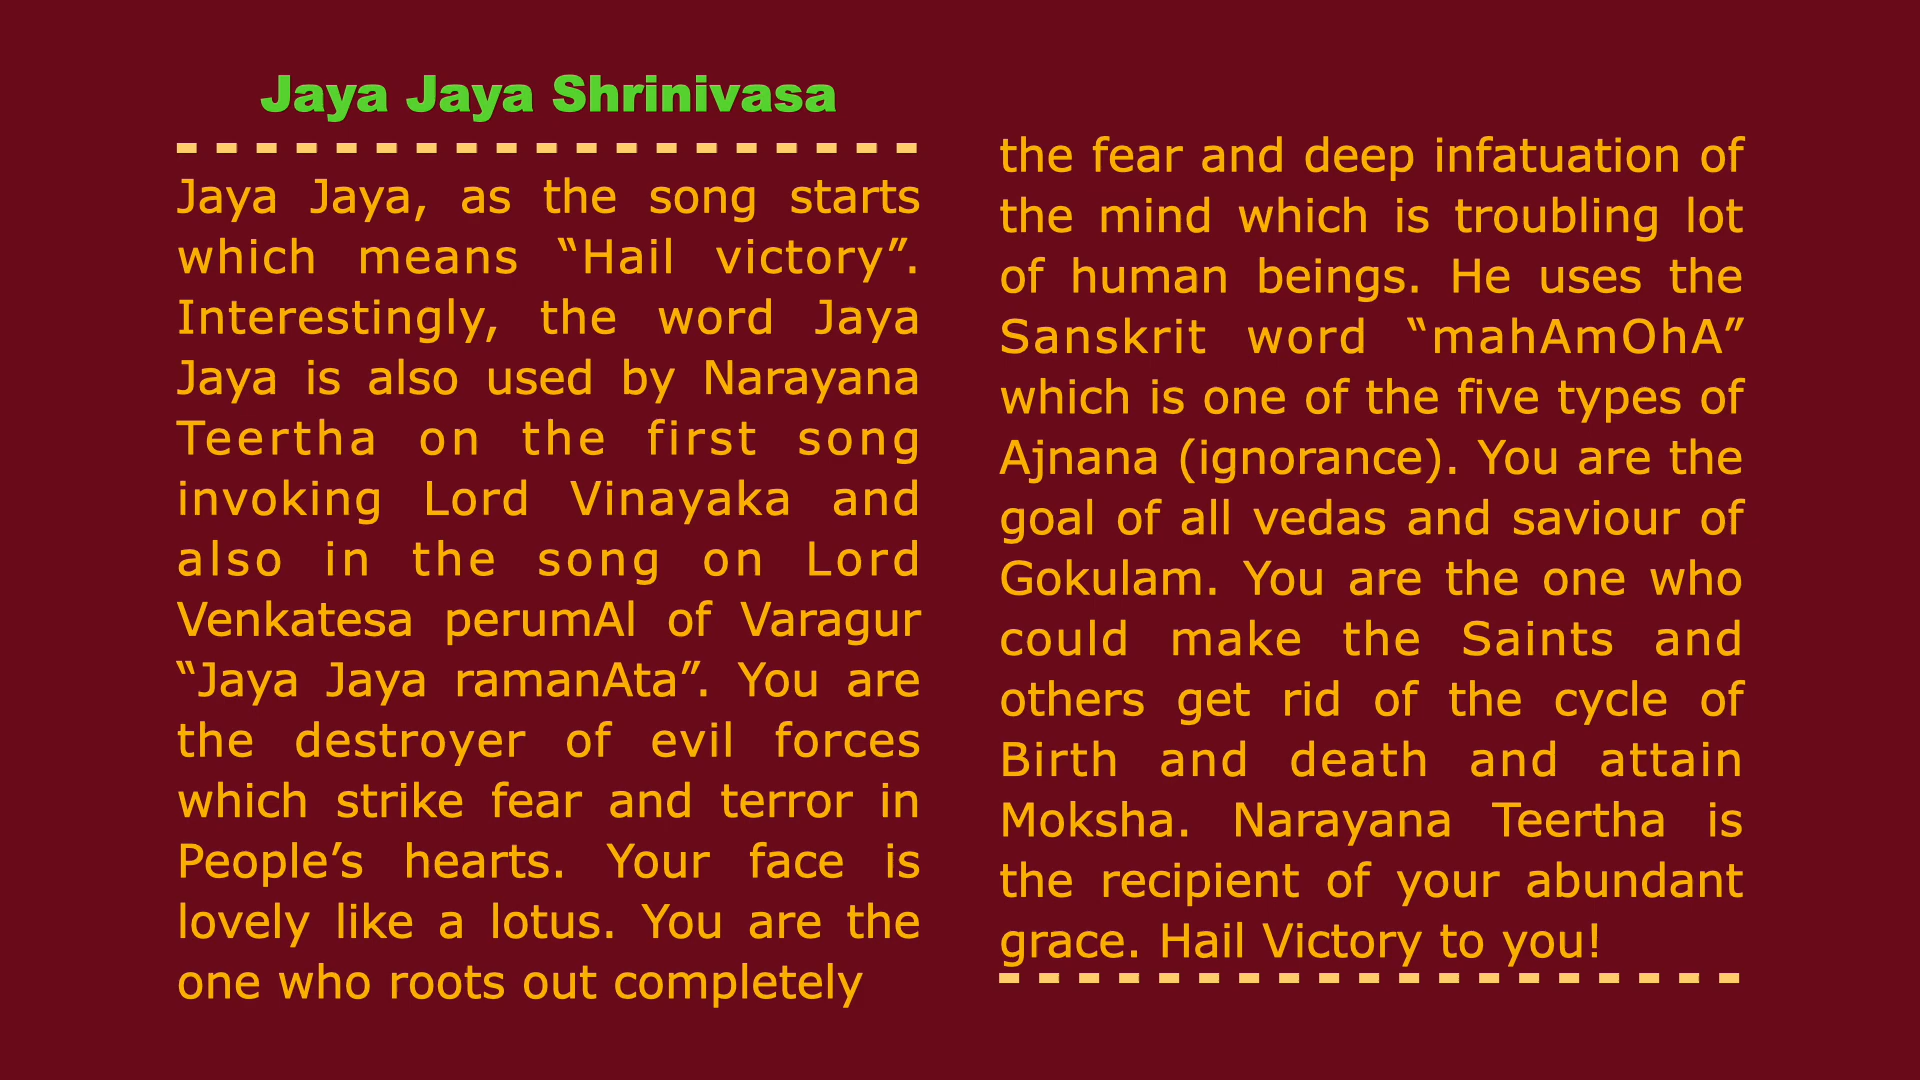 Jaya Jaya Shrinivasa
Jaya Jaya, as the song starts
which means “Hail victory”.
Interestingly, the word Jaya
Jaya is also used by Narayana
Teertha on the first song
invoking Lord Vinayaka and
also in the song on Lord
Venkatesa perumAl of Varagur
“Jaya Jaya ramanAta”. You are
the destroyer of evil forces
which strike fear and terror in
People’s hearts. Your face is
lovely like a lotus. You are the
one who roots out completely
the fear and deep infatuation of
the mind which is troubling lot
of human beings. He uses the
Sanskrit word “mahAmOhA”
which is one of the five types of
Ajnana (ignorance). You are the
goal of all vedas and saviour of
Gokulam. You are the one who
could make the Saints and
others get rid of the cycle of
Birth and death and attain
Moksha. Narayana Teertha is
the recipient of your abundant
grace. Hail Victory to you!